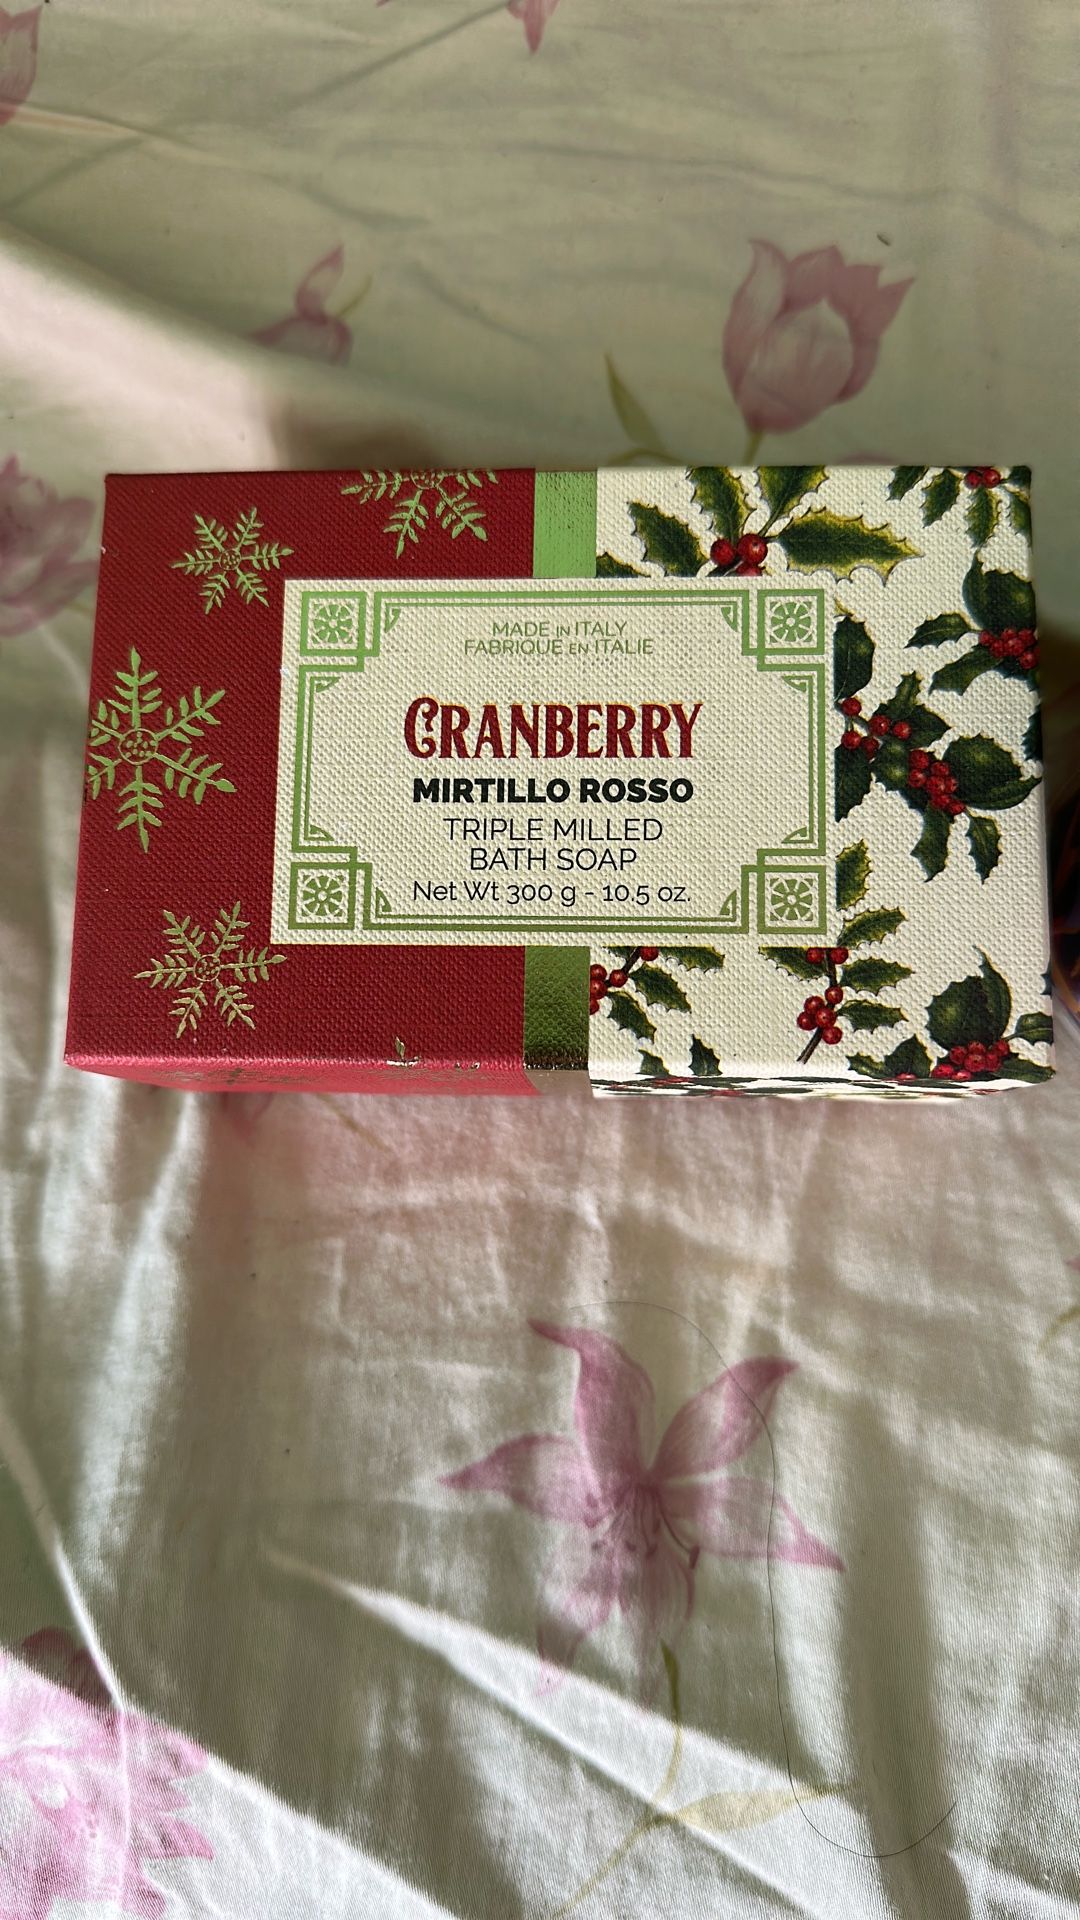 MADE IN ITALY
FABRIQUE EN ITALIE
CRANBERRY
MIRTILLO ROSSO
TRIPLE MILLED
BATH SOAP
Net Wt 300 g - 10.5 oz.